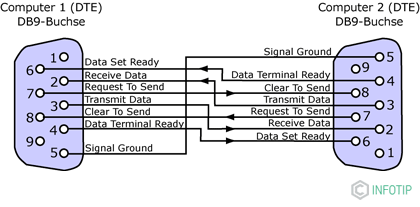 Computer 1 (DTE)
DB9-Buchse
Computer 2 (DTE)
DB9-Buchse
1
6
2
7
3
8
4
9
5
Data Set Ready
Receive Data
Request To Send
Transmit Data
Clear To Send
Data Terminal Ready
Signal Ground
Signal Ground
Data Terminal Ready
Clear To Send
Transmit Data
Request To Send
Receive Data
Data Set Ready
5
9
4
8
3
7
2
6
1
C INFOTIP